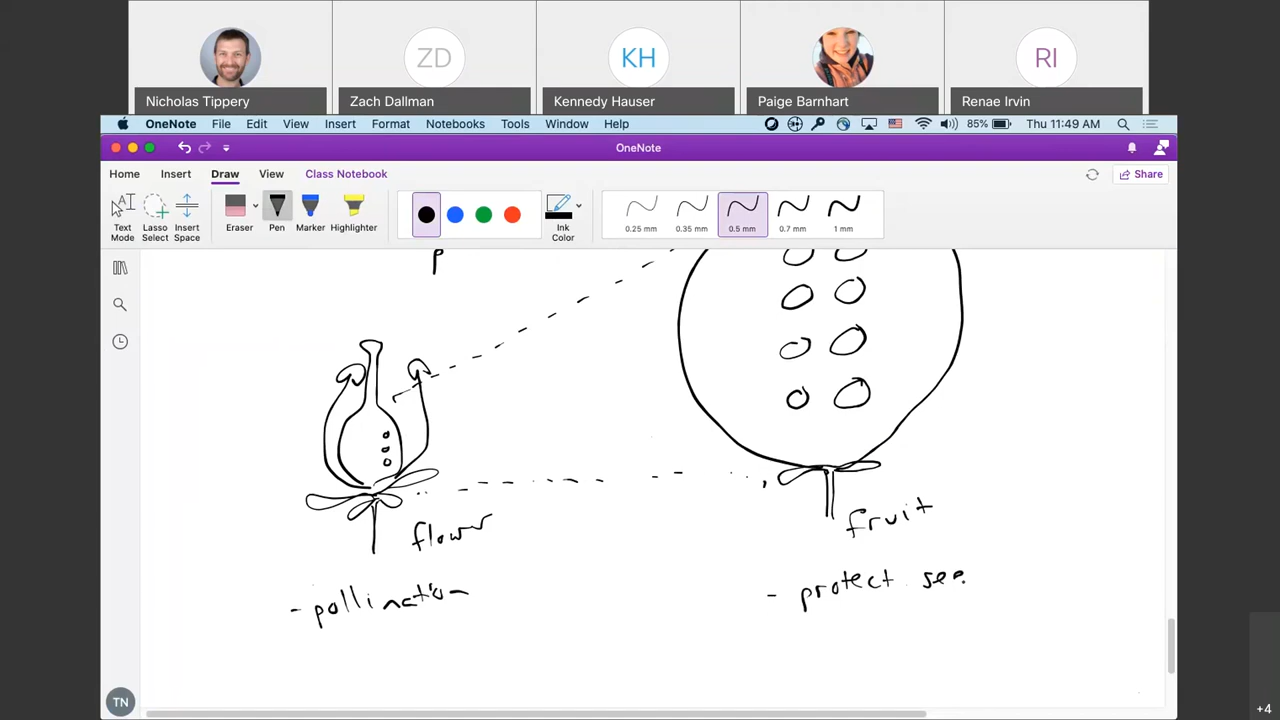 ZD
KH
RI
Nicholas Tippery
Zach Dallman
Kennedy Hauser
Paige Barnhart
Renae Irvin
OneNote File Edit View Insert Format Notebooks Tools Window Help 85% Thu 11:49 AM
OneNote
Home Insert Draw View Class Notebook Share
Text Mode
Lasso Select
Insert Space
Eraser
Pen
Marker
Highlighter
Ink Color
0.25 mm
0.35 mm
0.5 mm
0.7 mm
1 mm
P
flower
fruit
- pollination
- protect see
TN
+4